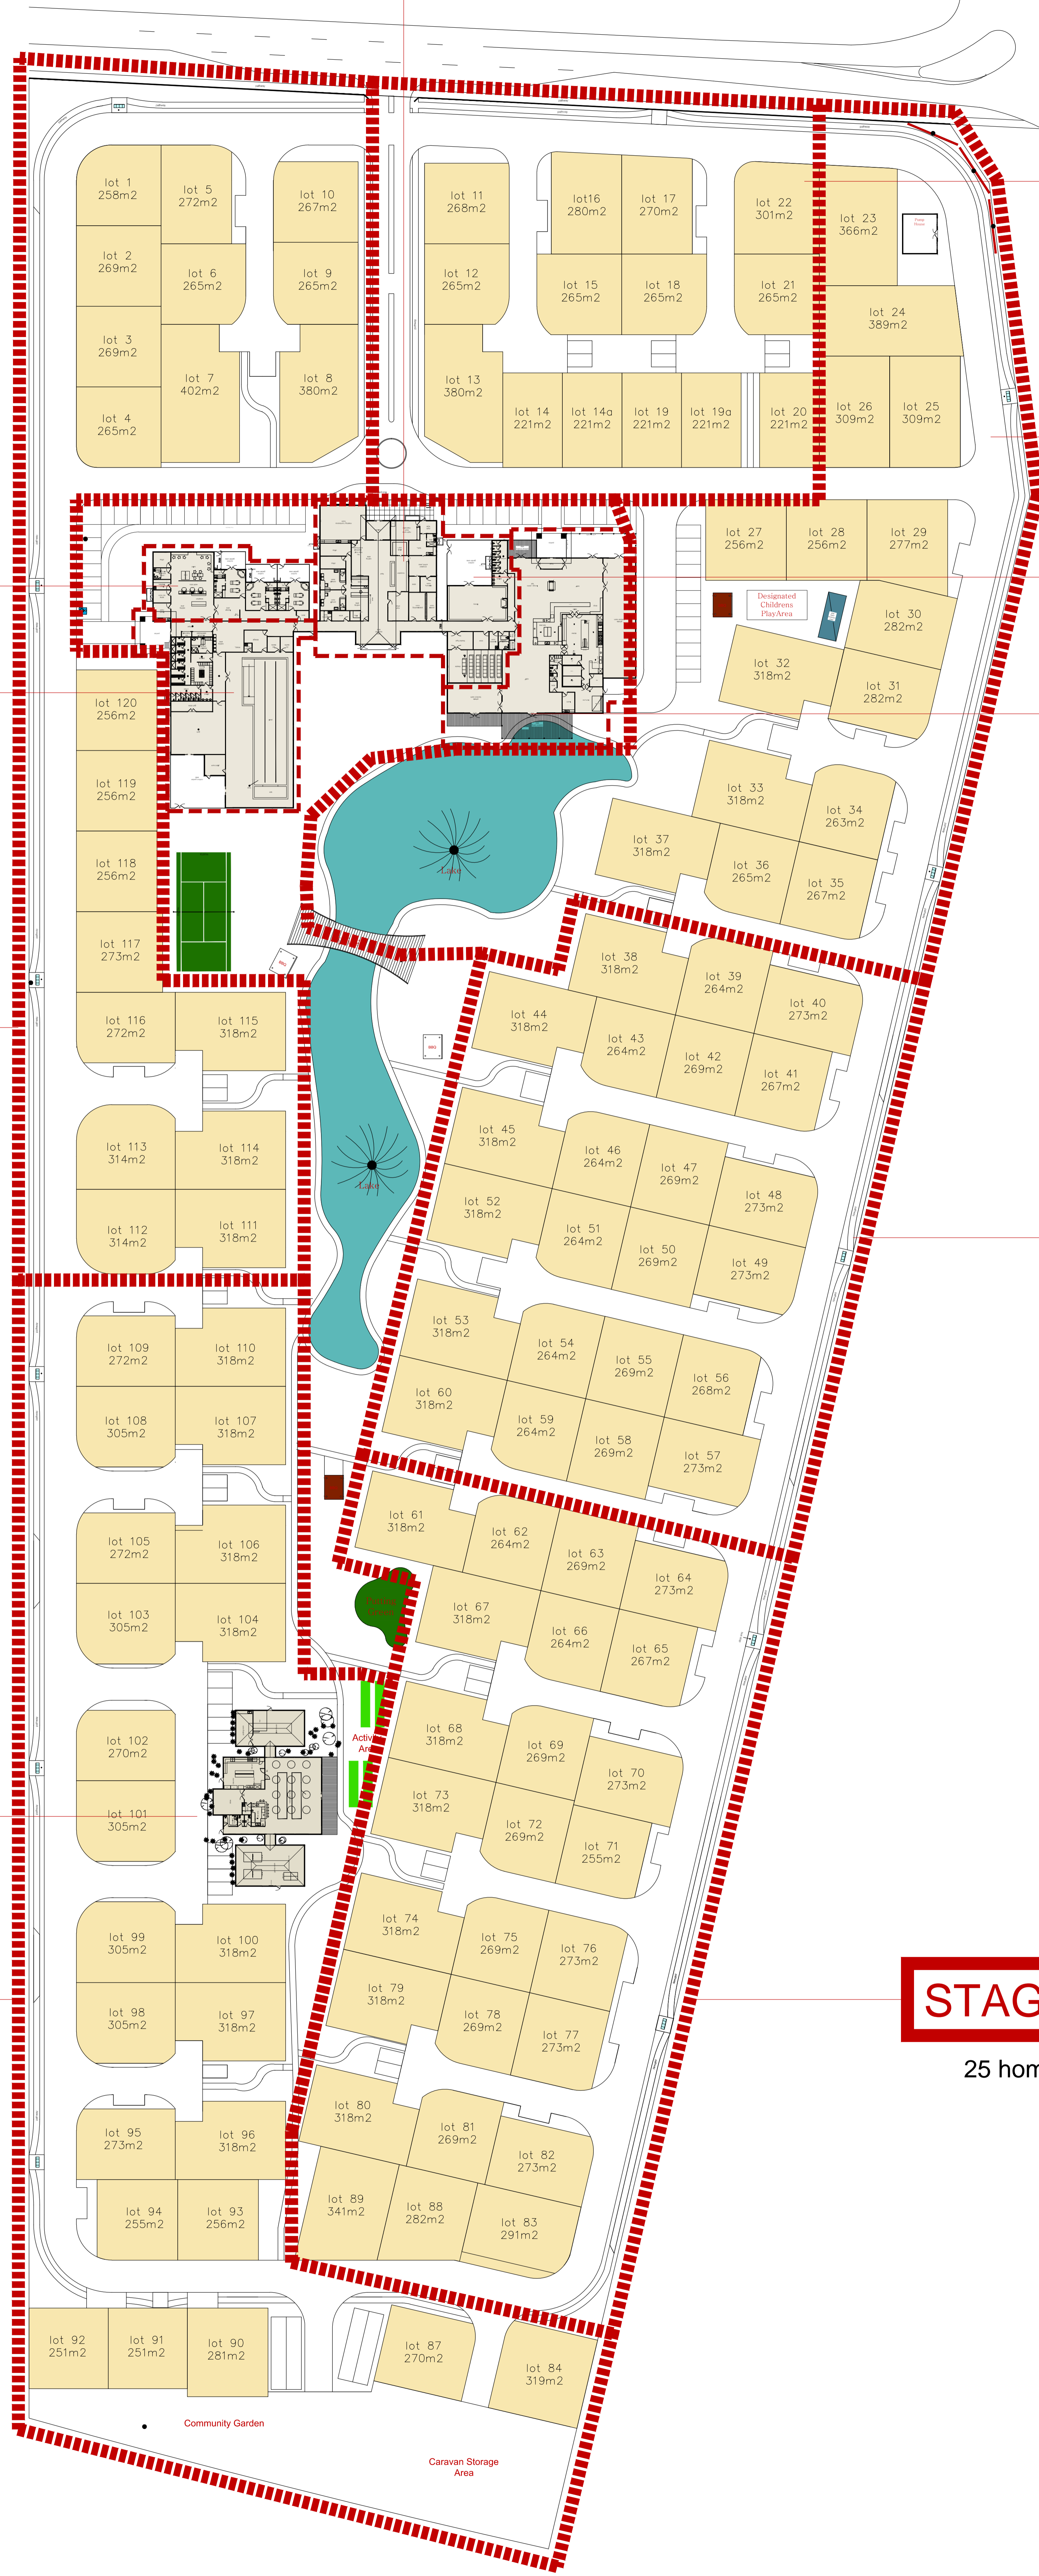 lot 1
258m2
lot 5
272m2
lot 10
267m2
lot 11
268m2
lot16
280m2
lot 17
270m2
lot 22
301m2
lot 23
366m2
lot 2
269m2
lot 6
265m2
lot 9
265m2
lot 12
265m2
lot 15
265m2
lot 18
265m2
lot 21
265m2
lot 24
389m2
lot 3
269m2
lot 7
402m2
lot 8
380m2
lot 13
380m2
lot 4
265m2
lot 14
221m2
lot 14a
221m2
lot 19
221m2
lot 19a
221m2
lot 20
221m2
lot 26
309m2
lot 25
309m2
lot 27
256m2
lot 28
256m2
lot 29
277m2
Designated
Childrens
PlayArea
lot 30
282m2
lot 32
318m2
lot 31
282m2
lot 120
256m2
lot 119
256m2
lot 118
256m2
lot 117
273m2
lot 33
318m2
lot 34
263m2
lot 37
318m2
lot 36
265m2
lot 35
267m2
Lake
BBQ
lot 38
318m2
lot 39
264m2
lot 40
273m2
lot 44
318m2
lot 43
264m2
lot 42
269m2
lot 41
267m2
lot 116
272m2
lot 115
318m2
BBQ
lot 45
318m2
lot 46
264m2
lot 47
269m2
lot 48
273m2
lot 113
314m2
lot 114
318m2
Lake
lot 52
318m2
lot 51
264m2
lot 50
269m2
lot 49
273m2
lot 112
314m2
lot 111
318m2
lot 53
318m2
lot 54
264m2
lot 55
269m2
lot 56
268m2
lot 109
272m2
lot 110
318m2
lot 60
318m2
lot 59
264m2
lot 58
269m2
lot 57
273m2
lot 108
305m2
lot 107
318m2
lot 61
318m2
lot 62
264m2
lot 63
269m2
lot 64
273m2
lot 105
272m2
lot 106
318m2
Putting
Green
lot 67
318m2
lot 66
264m2
lot 65
267m2
lot 103
305m2
lot 104
318m2
lot 68
318m2
lot 69
269m2
lot 70
273m2
lot 102
270m2
lot 73
318m2
lot 72
269m2
lot 71
255m2
lot 101
305m2
lot 74
318m2
lot 75
269m2
lot 76
273m2
lot 99
305m2
lot 100
318m2
lot 79
318m2
lot 78
269m2
lot 77
273m2
lot 98
305m2
lot 97
318m2
STAG
25 hom
lot 80
318m2
lot 81
269m2
lot 82
273m2
lot 95
273m2
lot 96
318m2
lot 89
341m2
lot 88
282m2
lot 83
291m2
lot 94
255m2
lot 93
256m2
lot 92
251m2
lot 91
251m2
lot 90
281m2
lot 87
270m2
lot 84
319m2
Community Garden
Caravan Storage
Area